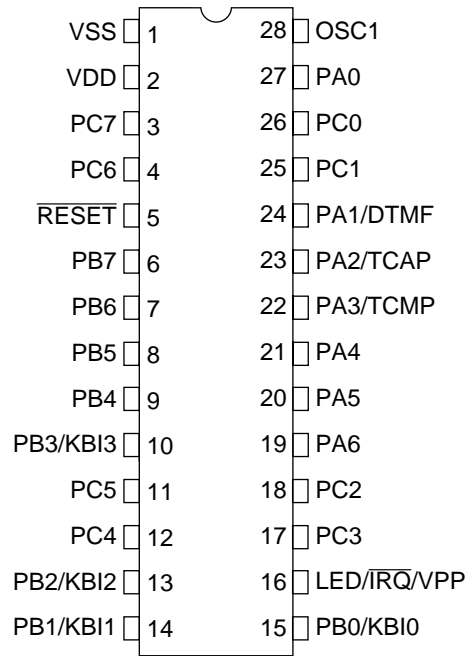 VSS 1 28 OSC1
VDD 2 27 PA0
PC7 3 26 PC0
PC6 4 25 PC1
R̅E̅S̅E̅T̅ 5 24 PA1/DTMF
PB7 6 23 PA2/TCAP
PB6 7 22 PA3/TCMP
PB5 8 21 PA4
PB4 9 20 PA5
PB3/KBI3 10 19 PA6
PC5 11 18 PC2
PC4 12 17 PC3
PB2/KBI2 13 16 LED/I̅R̅Q̅/VPP
PB1/KBI1 14 15 PB0/KBI0